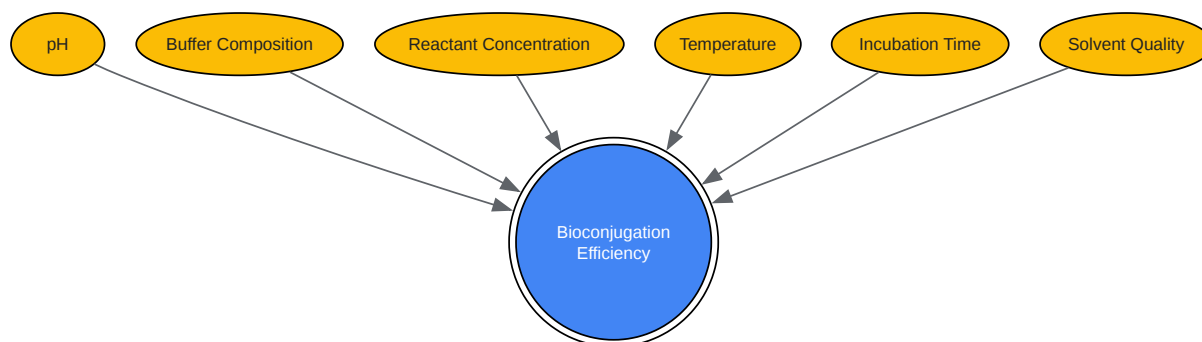 pH
Buffer Composition
Reactant Concentration
Temperature
Incubation Time
Solvent Quality
Bioconjugation
Efficiency